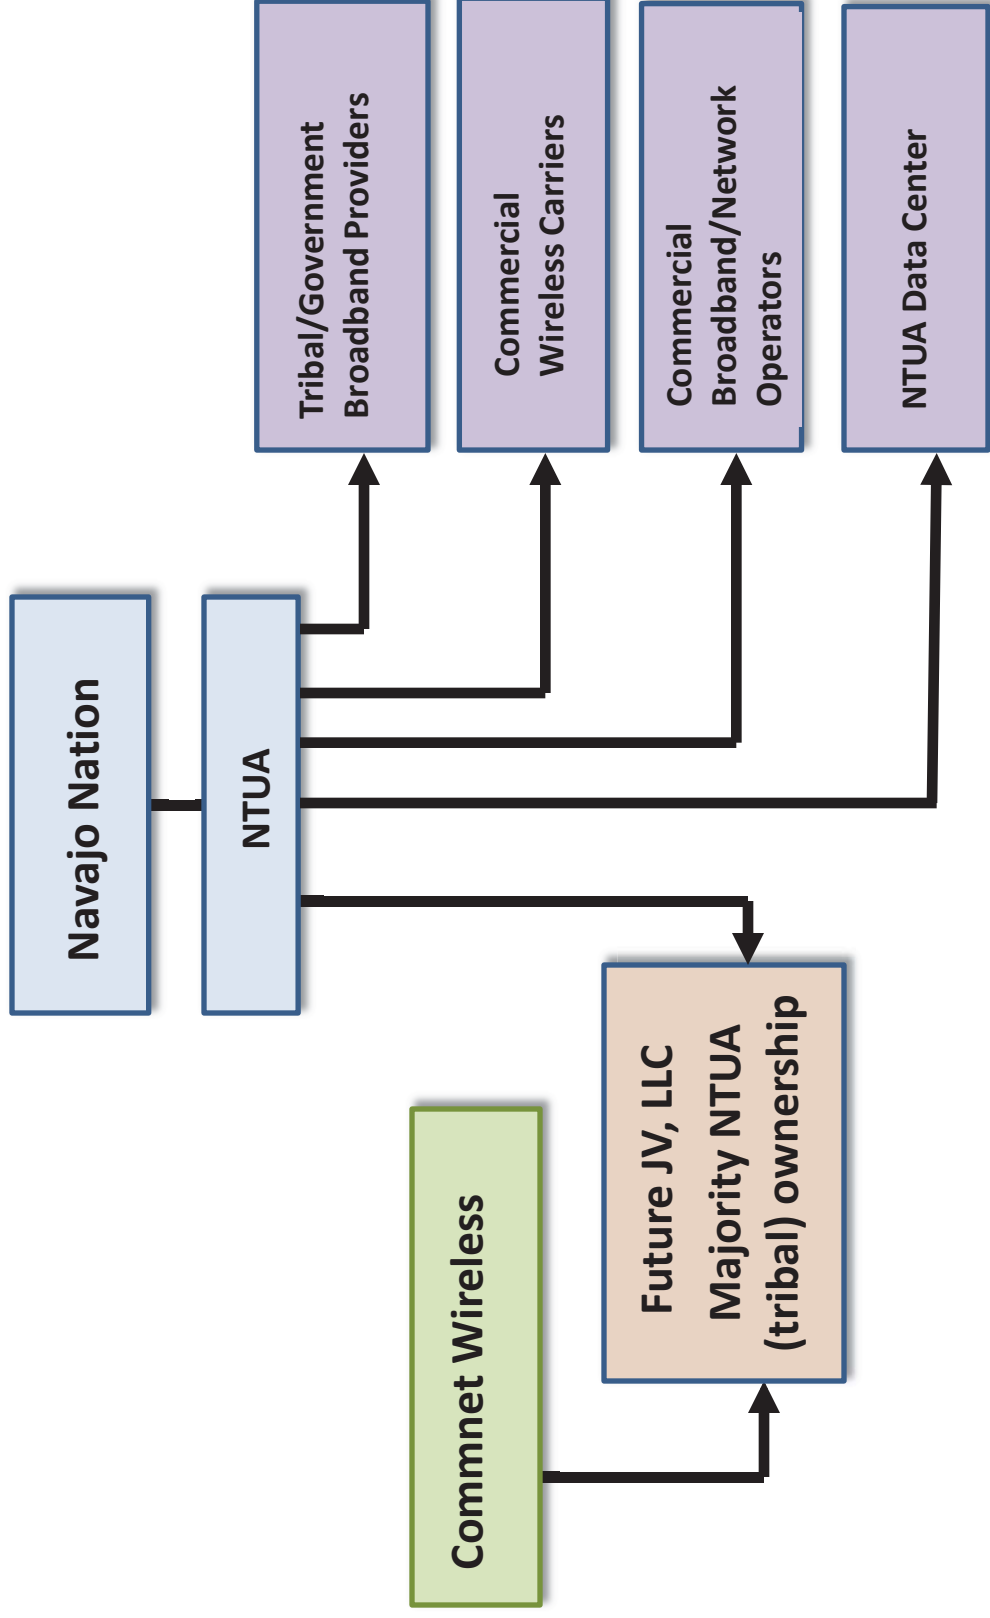 Navajo Nation
NTUA
Commnet Wireless
Future JV, LLC
Majority NTUA
(tribal) ownership
Tribal/Government
Broadband Providers
Commercial
Wireless Carriers
Commercial
Broadband/Network
Operators
NTUA Data Center